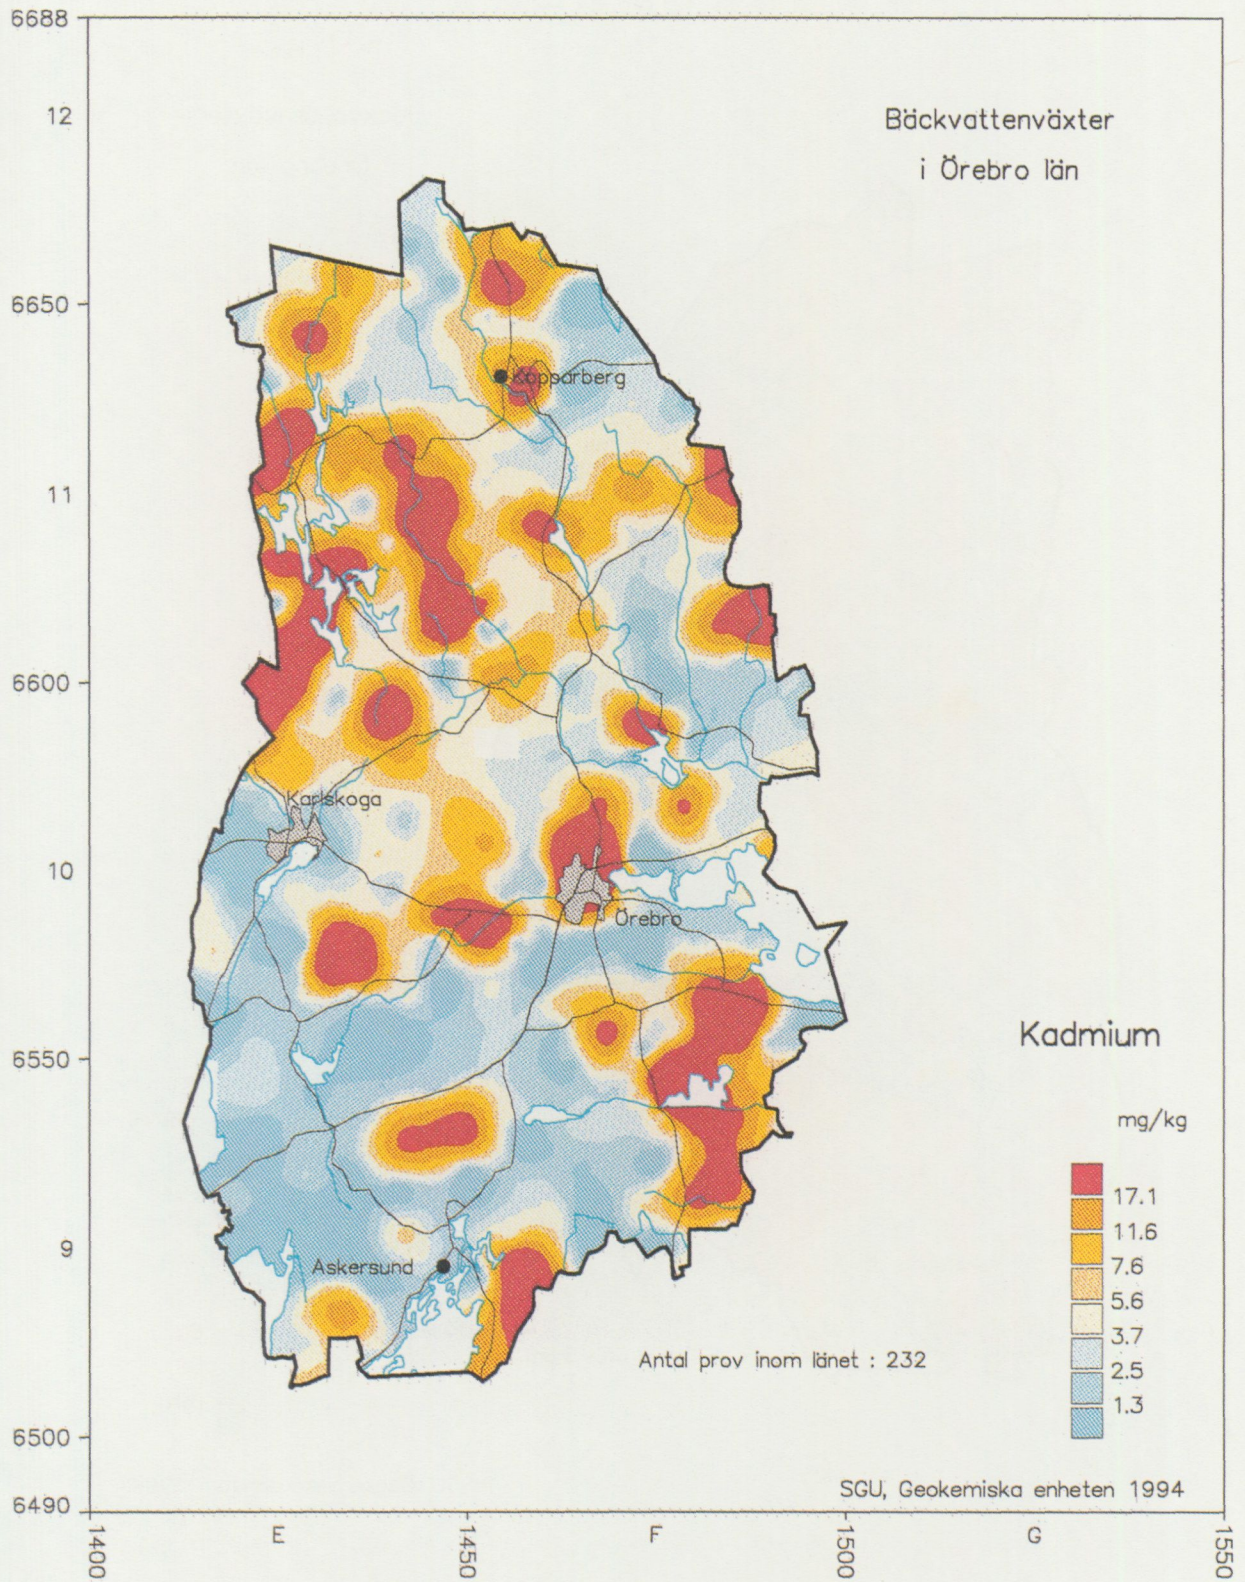 6688
12
Bäckvattenväxter
i Örebro län
6650
Kopparberg
11
6600
Karlskoga
10
Örebro
Kadmium
6550
mg/kg
17.1
11.6
7.6
5.6
3.7
2.5
1.3
9
Askersund
Antal prov inom länet : 232
6500
SGU, Geokemiska enheten 1994
6490
1400
E
1450
F
1500
G
1550